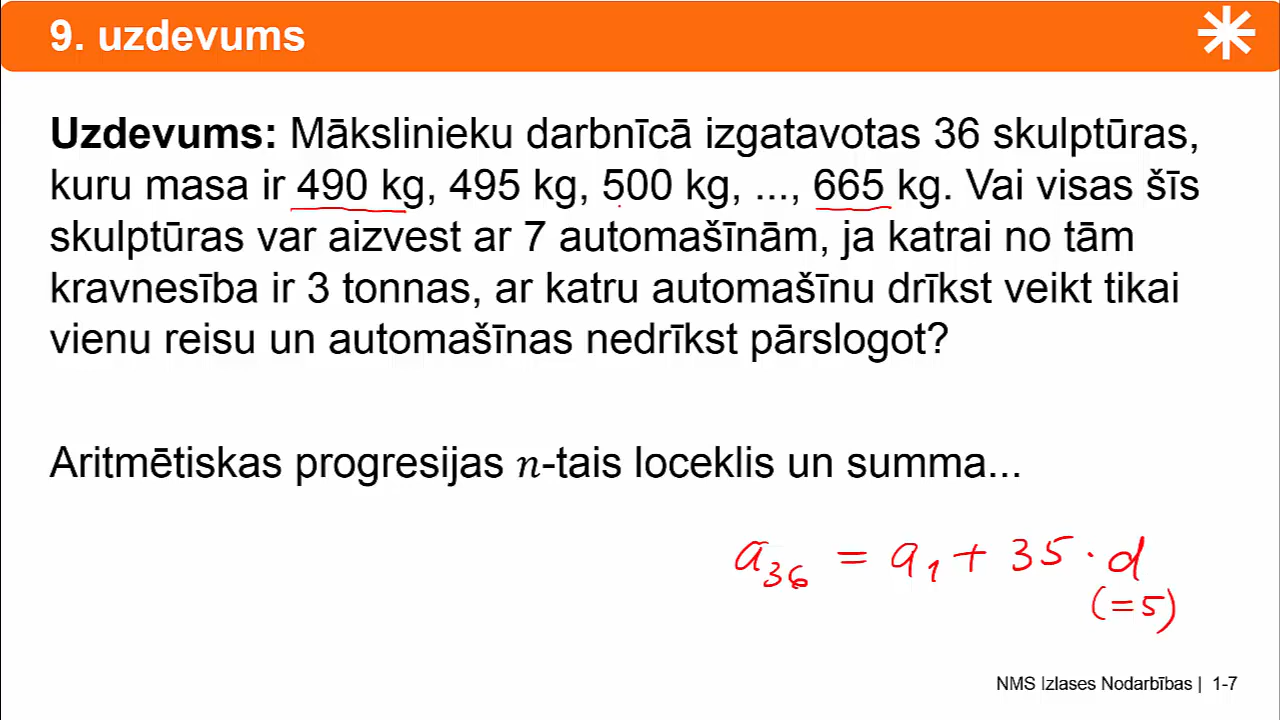 9. uzdevums
Uzdevums: Mākslinieku darbnīcā izgatavotas 36 skulptūras,
kuru masa ir 490 kg, 495 kg, 500 kg, ..., 665 kg. Vai visas šīs
skulptūras var aizvest ar 7 automašīnām, ja katrai no tām
kravnesība ir 3 tonnas, ar katru automašīnu drīkst veikt tikai
vienu reisu un automašīnas nedrīkst pārslogot?
Aritmētiskas progresijas n-tais loceklis un summa...
a₃₆ = a₁ + 35 · d
(=5)
NMS Izlases Nodarbības | 1-7